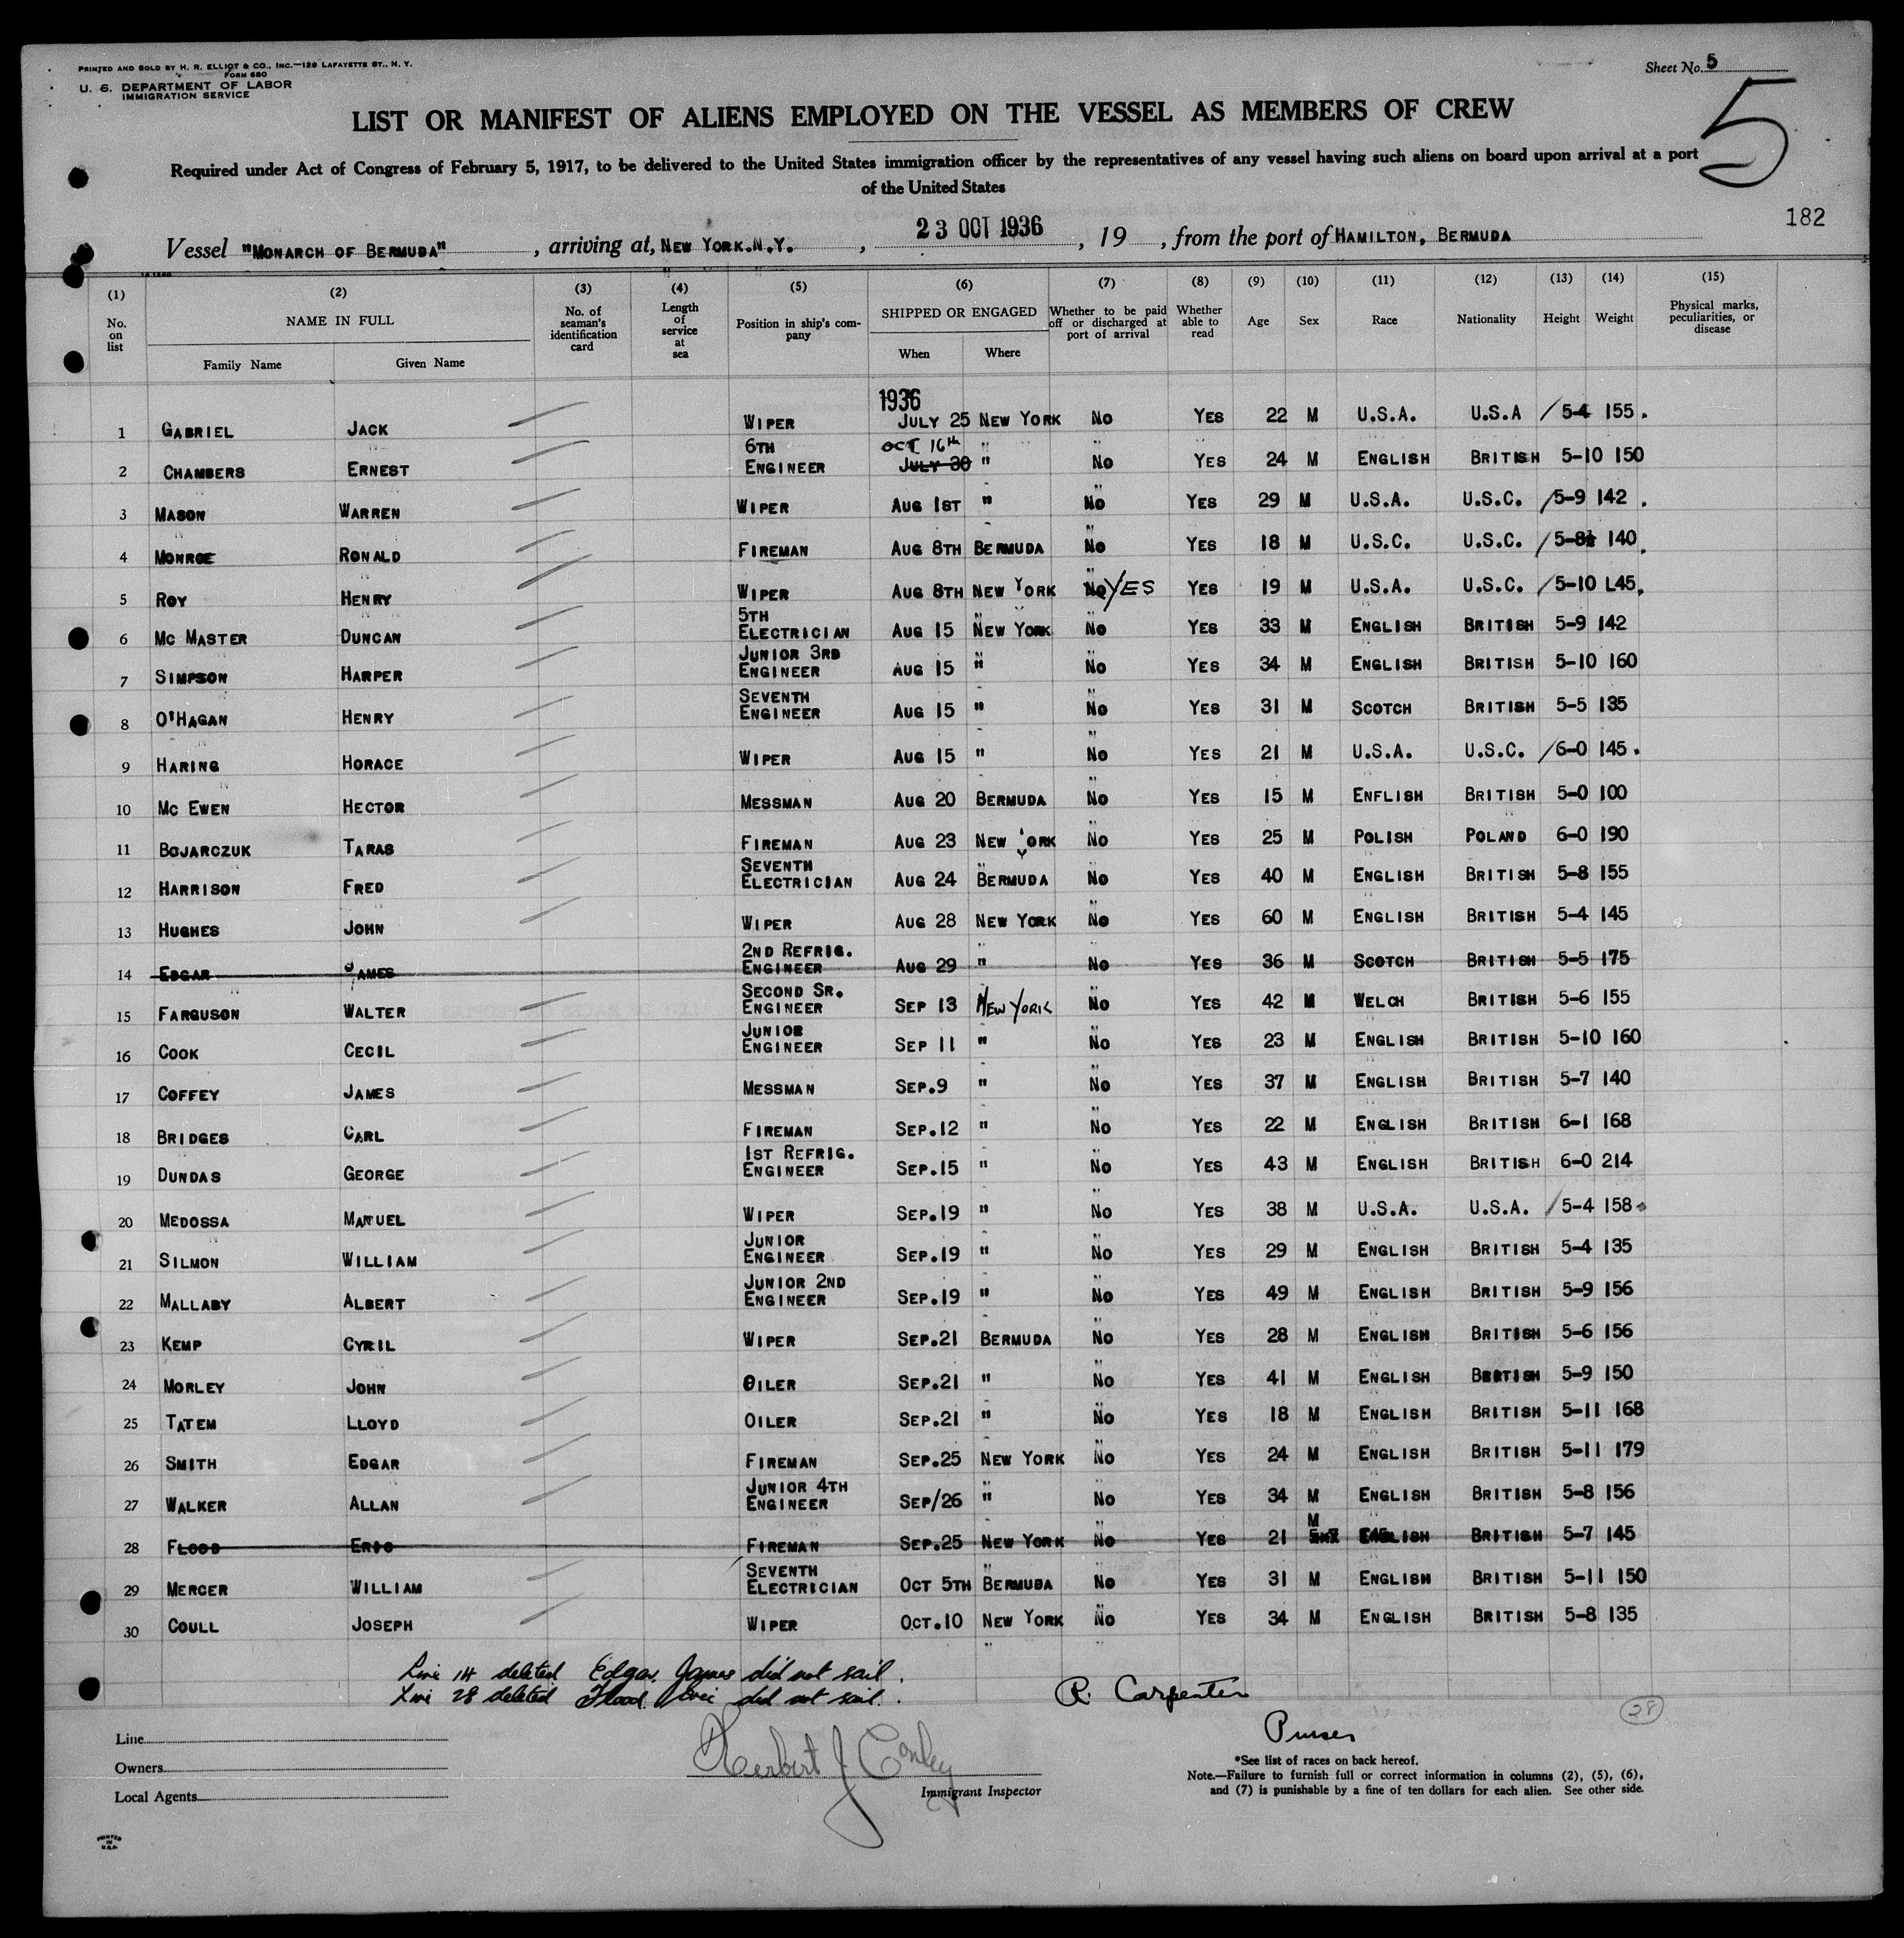 PRINTED AND SOLD BY H. R. ELLIOT & CO., INC.—129 LAFAYETTE ST., N. Y.
FORM 680
U. S. DEPARTMENT OF LABOR
IMMIGRATION SERVICE
Sheet No. 5
5
LIST OR MANIFEST OF ALIENS EMPLOYED ON THE VESSEL AS MEMBERS OF CREW
Required under Act of Congress of February 5, 1917, to be delivered to the United States immigration officer by the representatives of any vessel having such aliens on board upon arrival at a port
of the United States
182
Vessel "MONARCH OF BERMUDA", arriving at, NEW YORK.N.Y., 23 OCT 1936, 19 , from the port of HAMILTON, BERMUDA
(1) (2) (3) (4) (5) (6) (7) (8) (9) (10) (11) (12) (13) (14) (15)
No. on list NAME IN FULL Family Name Given Name No. of seaman's identification card Length of service at sea Position in ship's company SHIPPED OR ENGAGED When Where Whether to be paid off or discharged at port of arrival Whether able to read Age Sex Race Nationality Height Weight Physical marks, peculiarities, or disease
1936
1 GABRIEL JACK WIPER JULY 25 NEW YORK No YES 22 M U.S.A. U.S.A / 5-4 155.
2 CHAMBERS ERNEST 6TH ENGINEER OCT 16th JULY 30 " No YES 24 M ENGLISH BRITISH 5-10 150
3 MASON WARREN WIPER AUG 1ST " No YES 29 M U.S.A. U.S.C. / 5-9 142 .
4 MONROE RONALD FIREMAN AUG 8TH BERMUDA No YES 18 M U.S.C. U.S.C. / 5-8½ 140.
5 ROY HENRY WIPER AUG 8TH NEW YORK No YES YES 19 M U.S.A. U.S.C. / 5-10 L45.
6 MC MASTER DUNCAN 5TH ELECTRICIAN AUG 15 NEW YORK No YES 33 M ENGLISH BRITISH 5-9 142
7 SIMPSON HARPER JUNIOR 3RD ENGINEER AUG 15 " No YES 34 M ENGLISH BRITISH 5-10 160
8 O'HAGAN HENRY SEVENTH ENGINEER AUG 15 " No YES 31 M SCOTCH BRITISH 5-5 135
9 HARING HORACE WIPER AUG 15 " No YES 21 M U.S.A. U.S.C. / 6-0 145.
10 MC EWEN HECTOR MESSMAN AUG 20 BERMUDA No YES 15 M ENFLISH BRITISH 5-0 100
11 BOJARCZUK TARAS FIREMAN AUG 23 NEW YORK No YES 25 M POLISH POLAND 6-0 190
12 HARRISON FRED SEVENTH ELECTRICIAN AUG 24 BERMUDA No YES 40 M ENGLISH BRITISH 5-8 155
13 HUGHES JOHN WIPER AUG 28 NEW YORK No YES 60 M ENGLISH BRITISH 5-4 145
14 EDGAR JAMES 2ND REFRIG. ENGINEER AUG 29 " No YES 36 M SCOTCH BRITISH 5-5 175
15 FARGUSON WALTER SECOND SR. ENGINEER SEP 13 NEW YORK No YES 42 M WELCH BRITISH 5-6 155
16 COOK CECIL JUNIOR ENGINEER SEP 11 " No YES 23 M ENGLISH BRITISH 5-10 160
17 COFFEY JAMES MESSMAN SEP.9 " No YES 37 M ENGLISH BRITISH 5-7 140
18 BRIDGES CARL FIREMAN SEP.12 " No YES 22 M ENGLISH BRITISH 6-1 168
19 DUNDAS GEORGE 1ST REFRIG. ENGINEER SEP.15 " No YES 43 M ENGLISH BRITISH 6-0 214
20 MEDOSSA MANUEL WIPER SEP.19 " No YES 38 M U.S.A. U.S.A. / 5-4 158.
21 SILMON WILLIAM JUNIOR ENGINEER SEP.19 " No YES 29 M ENGLISH BRITISH 5-4 135
22 MALLABY ALBERT JUNIOR 2ND ENGINEER SEP.19 " No YES 49 M ENGLISH BRITISH 5-9 156
23 KEMP CYRIL WIPER SEP.21 BERMUDA No YES 28 M ENGLISH BRITISH 5-6 156
24 MORLEY JOHN OILER SEP.21 " No YES 41 M ENGLISH BRITISH 5-9 150
25 TATEM LLOYD OILER SEP.21 " No YES 18 M ENGLISH BRITISH 5-11 168
26 SMITH EDGAR FIREMAN SEP.25 NEW YORK No YES 24 M ENGLISH BRITISH 5-11 179
27 WALKER ALLAN JUNIOR 4TH ENGINEER SEP/26 " No YES 34 M ENGLISH BRITISH 5-8 156
28 FLOOD ERIC FIREMAN SEP.25 NEW YORK No YES 21 M ENGLISH BRITISH 5-7 145
29 MERCER WILLIAM SEVENTH ELECTRICIAN OCT 5TH BERMUDA No YES 31 M ENGLISH BRITISH 5-11 150
30 COULL JOSEPH WIPER OCT.10 NEW YORK No YES 34 M ENGLISH BRITISH 5-8 135
Line 14 deleted Edgar, James did not sail.
Line 28 deleted Flood, Eric did not sail.
R. Carpenter
Purser
28
Line
Owners
Local Agents
Herbert J Conley
Immigrant Inspector
*See list of races on back hereof.
Note.—Failure to furnish full or correct information in columns (2), (5), (6),
and (7) is punishable by a fine of ten dollars for each alien. See other side.
PRINTED
IN
U.S.A.